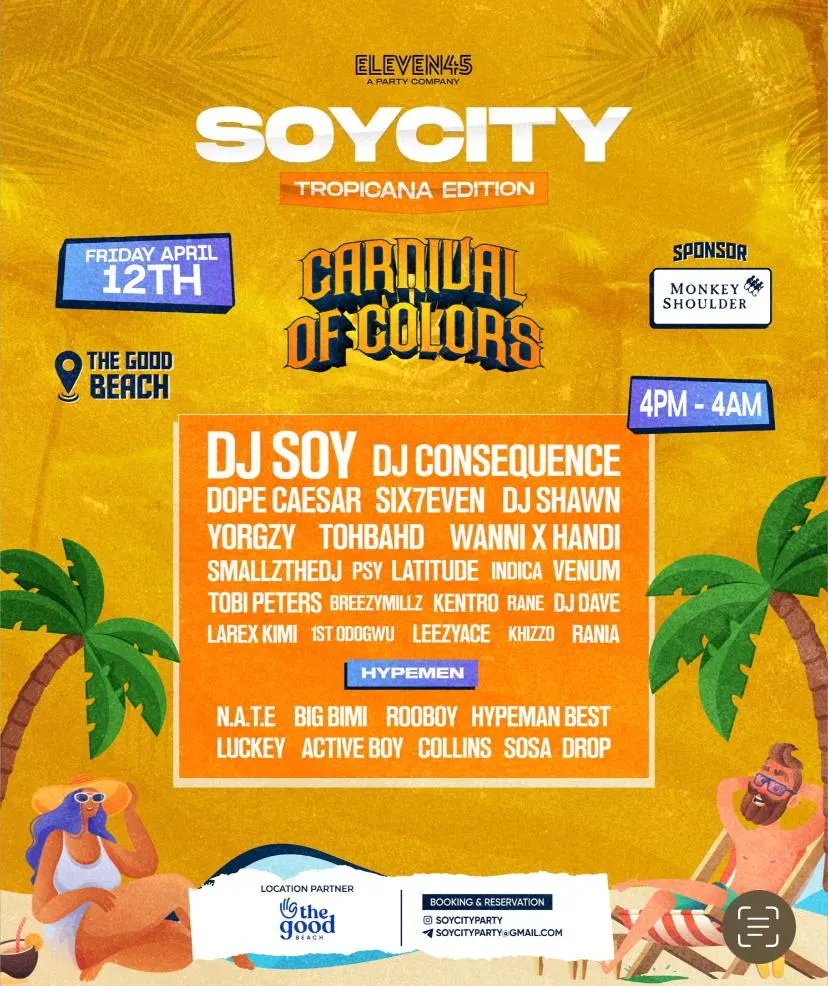 ELEVEN45
A PARTY COMPANY
SOYCITY
TROPICANA EDITION
FRIDAY APRIL
12TH
CARNIVAL
OF COLORS
SPONSOR
MONKEY
SHOULDER
THE GOOD
BEACH
4PM - 4AM
DJ SOY DJ CONSEQUENCE
DOPE CAESAR SIX7EVEN DJ SHAWN
YORGZY TOHBAHD WANNI X HANDI
SMALLZTHEDJ PSY LATITUDE INDICA VENUM
TOBI PETERS BREEZYMILLZ KENTRO RANE DJ DAVE
LAREX KIMI 1ST ODOGWU LEEZYACE KHIZZO RANIA
HYPEMEN
N.A.T.E BIG BIMI ROOBOY HYPEMAN BEST
LUCKEY ACTIVE BOY COLLINS SOSA DROP
LOCATION PARTNER
the
good
BEACH
BOOKING & RESERVATION
SOYCITYPARTY
SOYCITYPARTY@GMAIL.COM